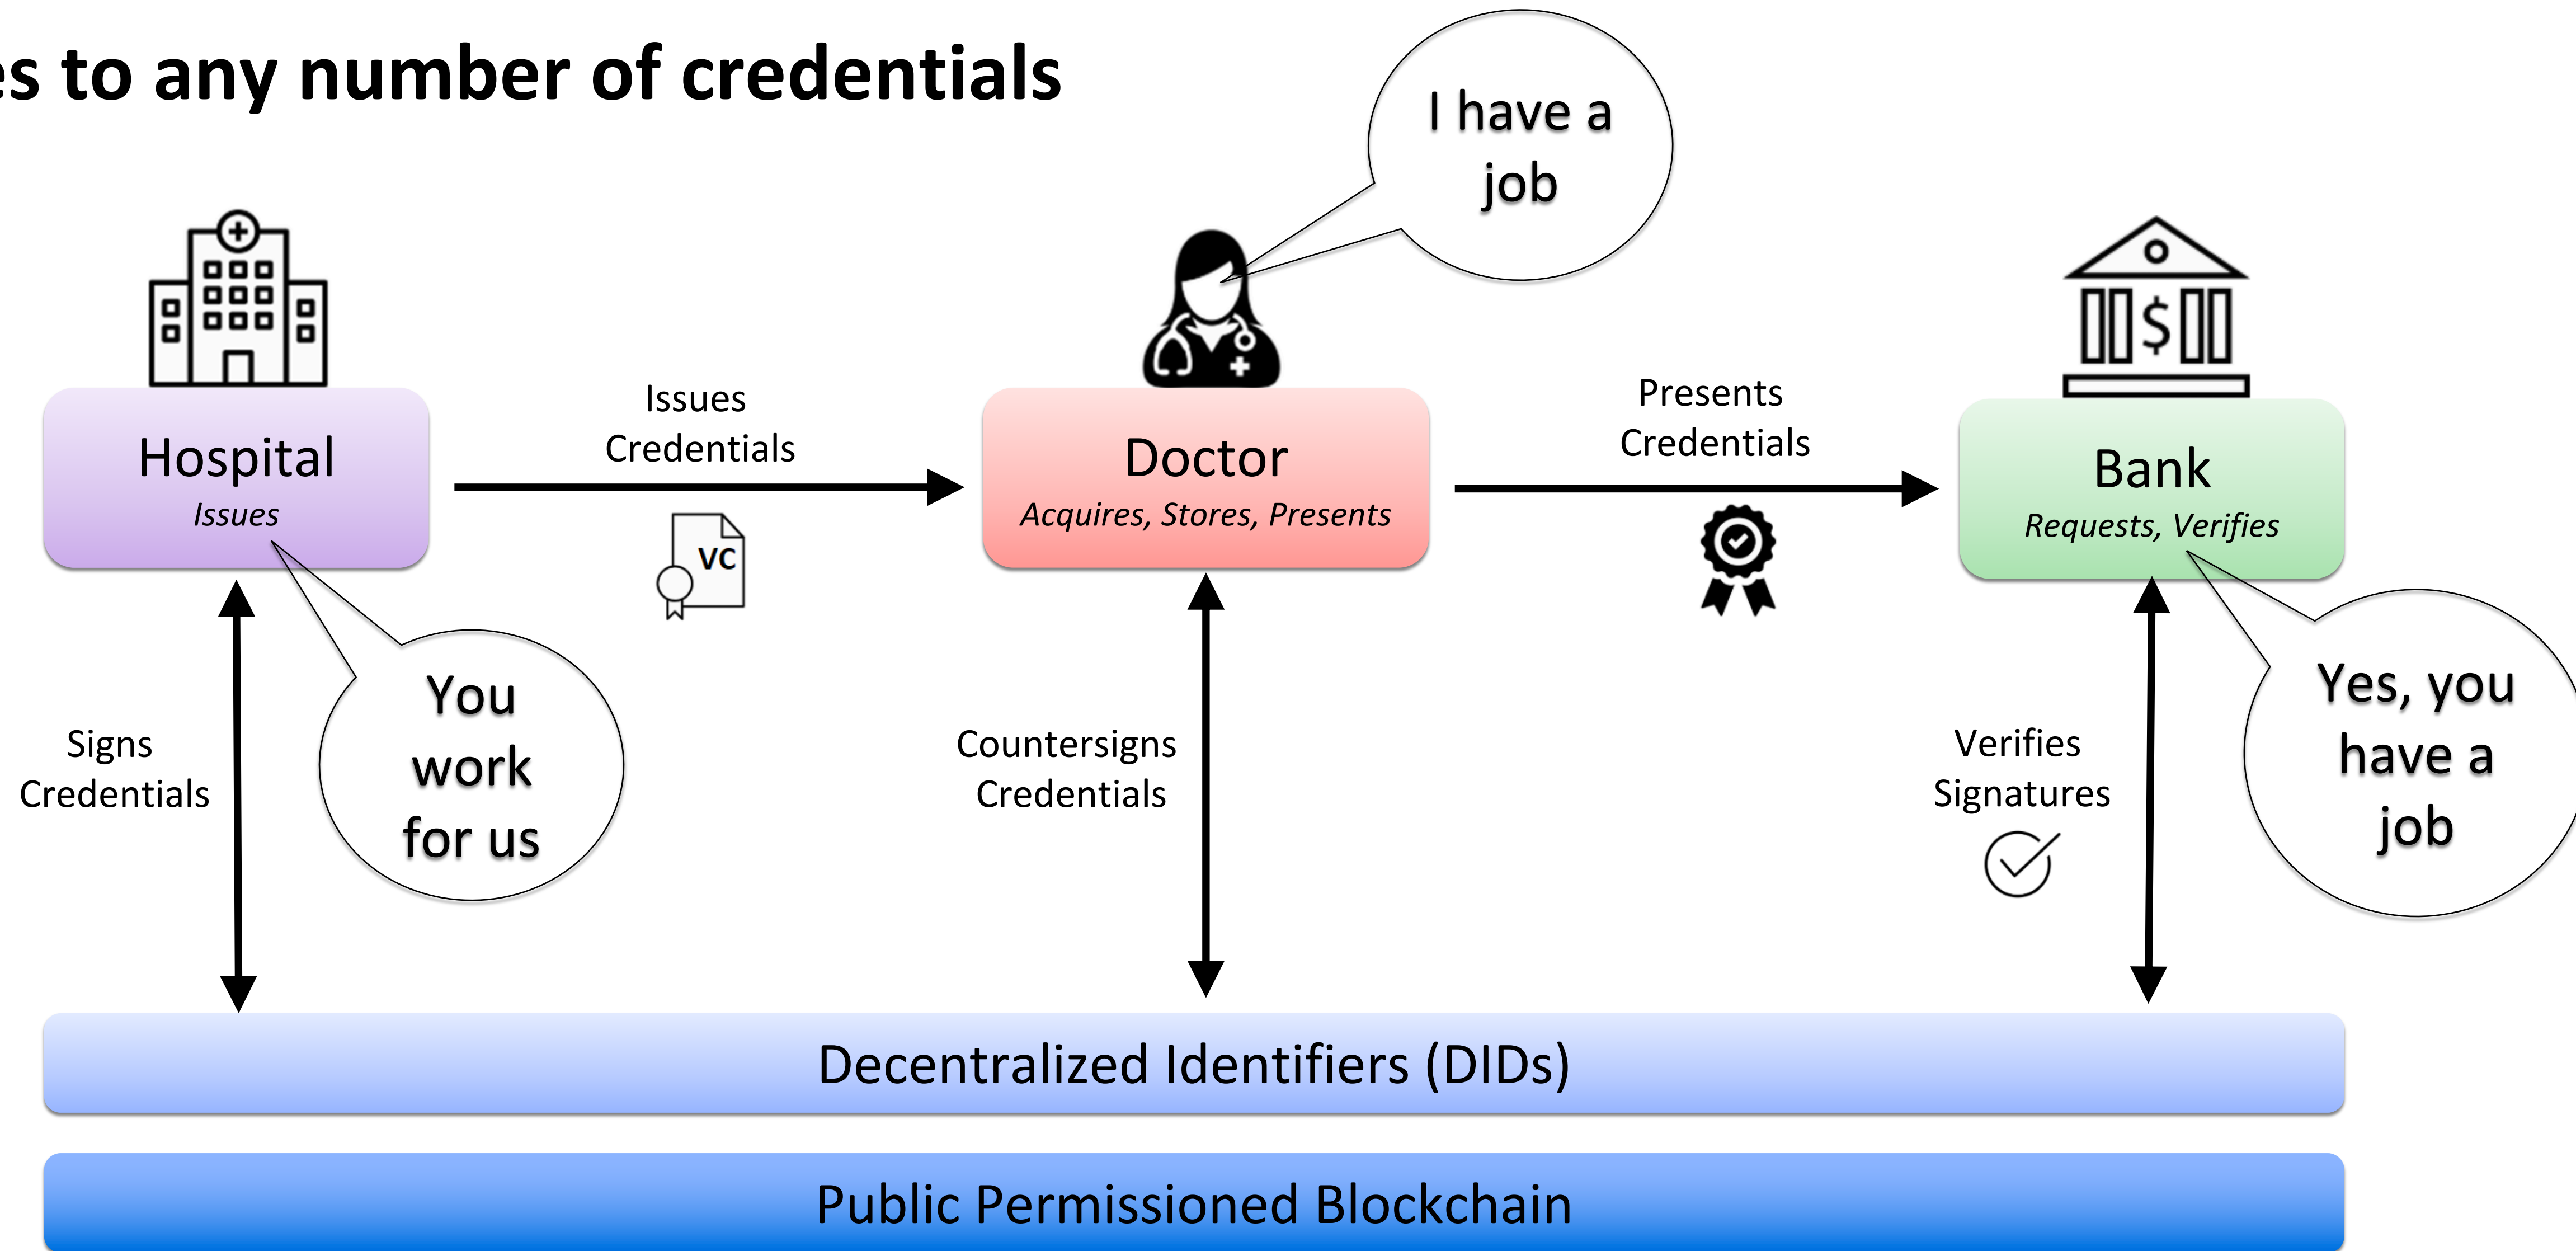 es to any number of credentials
I have a
job
Hospital
Issues
Issues
Credentials
VC
Doctor
Acquires, Stores, Presents
Presents
Credentials
Bank
Requests, Verifies
Signs
Credentials
You
work
for us
Countersigns
Credentials
Verifies
Signatures
Yes, you
have a
job
Decentralized Identifiers (DIDs)
Public Permissioned Blockchain